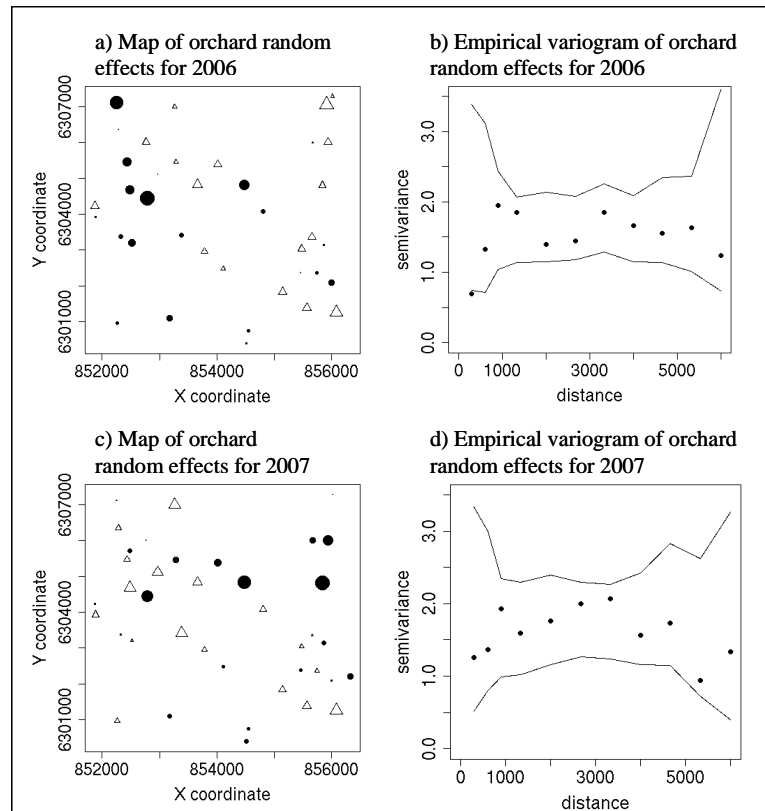 a) Map of orchard random
effects for 2006
6307000
6304000
6301000
Y coordinate
852000 854000 856000
X coordinate
b) Empirical variogram of orchard
random effects for 2006
3.0
2.0
1.0
0.0
semivariance
0 1000 3000 5000
distance
c) Map of orchard
random effects for 2007
6307000
6304000
6301000
Y coordinate
852000 854000 856000
X coordinate
d) Empirical variogram of orchard
random effects for 2007
3.0
2.0
1.0
0.0
semivariance
0 1000 3000 5000
distance